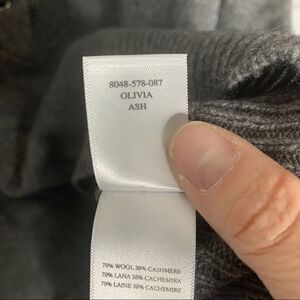 8048-578-087
OLIVIA
ASH
70% WOOL 30% CASHMERE
70% LANA 30% CACHEMIRA
70% LAINE 30% CACHEMIRE